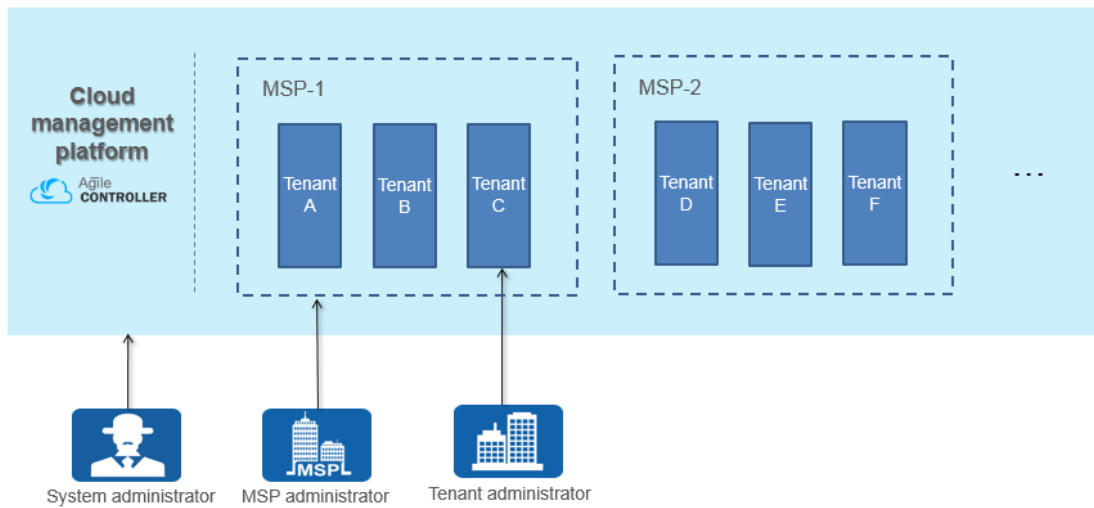 Cloud
management
platform
Agile
CONTROLLER
MSP-1
Tenant
A
Tenant
B
Tenant
C
MSP-2
Tenant
D
Tenant
E
Tenant
F
...
MSP
System administrator
MSP administrator
Tenant administrator